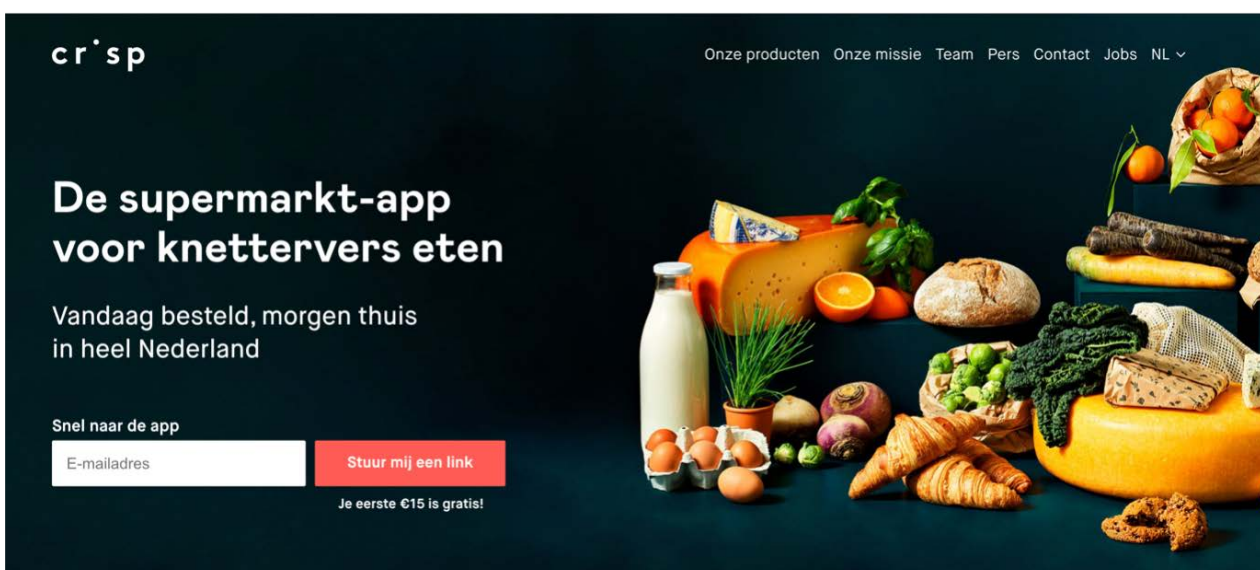 crisp
Onze producten Onze missie Team Pers Contact Jobs NL
De supermarkt-app
voor knettervers eten
Vandaag besteld, morgen thuis
in heel Nederland
Snel naar de app
E-mailadres
Stuur mij een link
Je eerste €15 is gratis!